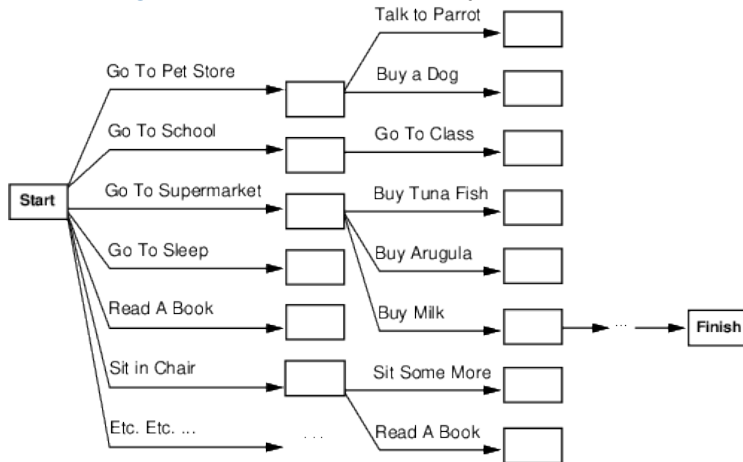 Talk to Parrot
Go To Pet Store
Buy a Dog
Go To School
Go To Class
Go To Supermarket
Buy Tuna Fish
Start
Go To Sleep
Buy Arugula
Read A Book
Buy Milk
... Finish
Sit in Chair
Sit Some More
Etc. Etc. ...
...
Read A Book